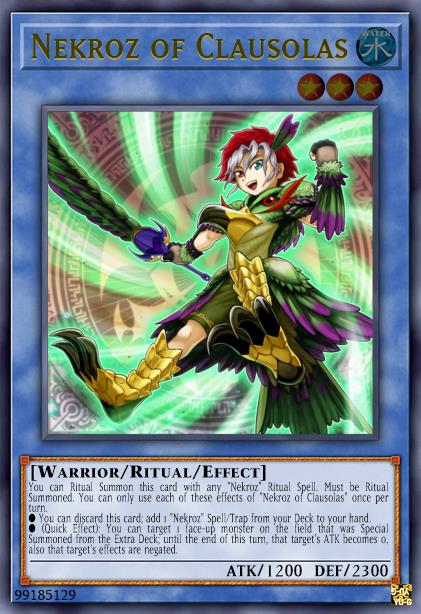 Nekroz of Clausolas
WATER
水
[Warrior/Ritual/Effect]
You can Ritual Summon this card with any "Nekroz" Ritual Spell. Must be Ritual
Summoned. You can only use each of these effects of "Nekroz of Clausolas" once per
turn.
● You can discard this card; add 1 "Nekroz" Spell/Trap from your Deck to your hand.
● (Quick Effect): You can target 1 face-up monster on the field that was Special
Summoned from the Extra Deck; until the end of this turn, that target's ATK becomes 0,
also that target's effects are negated.
ATK/1200 DEF/2300
99185129